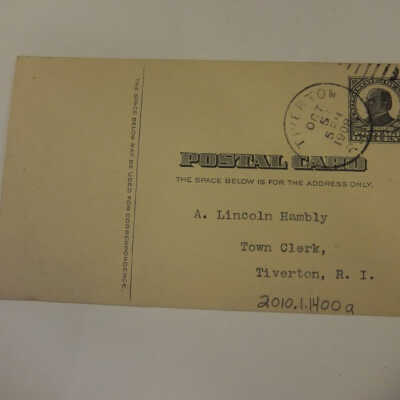 TIVERTON
OCT
5
1908
POSTAL CARD
THE SPACE BELOW IS FOR THE ADDRESS ONLY.
THE SPACE BELOW MAY BE USED FOR CORRESPONDENCE.
A. Lincoln Hambly
Town Clerk,
Tiverton, R. I.
2010.1.1400a